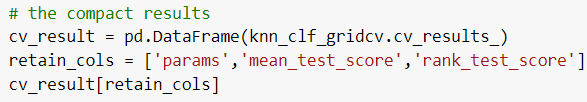 # the compact results
cv_result = pd.DataFrame(knn_clf_gridcv.cv_results_)
retain_cols = ['params','mean_test_score','rank_test_score']
cv_result[retain_cols]